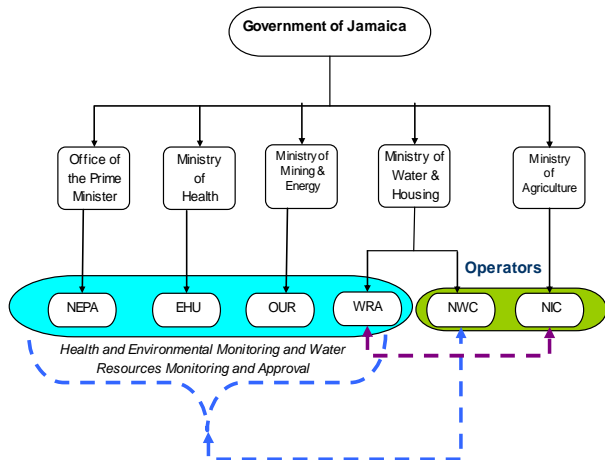 Government of Jamaica
Office of
the Prime
Minister
Ministry
of
Health
Ministry of
Mining &
Energy
Ministry of
Water &
Housing
Ministry
of
Agriculture
Operators
NEPA
EHU
OUR
WRA
NWC
NIC
Health and Environmental Monitoring and Water
Resources Monitoring and Approval